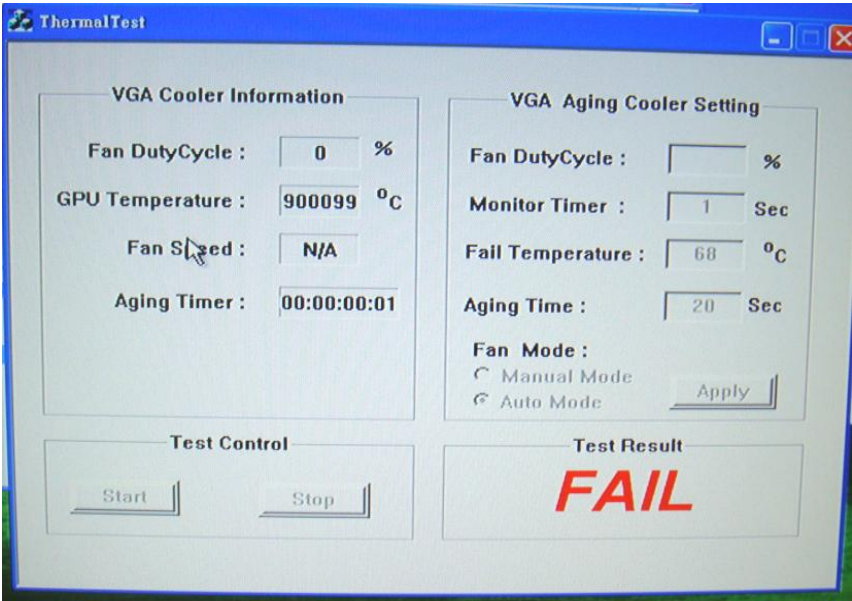 ThermalTest
VGA Cooler Information
Fan DutyCycle : 0 %
GPU Temperature : 900099 °C
Fan Speed : N/A
Aging Timer : 00:00:00:01
VGA Aging Cooler Setting
Fan DutyCycle : %
Monitor Timer : 1 Sec
Fail Temperature : 68 °C
Aging Time : 20 Sec
Fan Mode :
Manual Mode
Auto Mode
Apply
Test Control
Start Stop
Test Result
FAIL